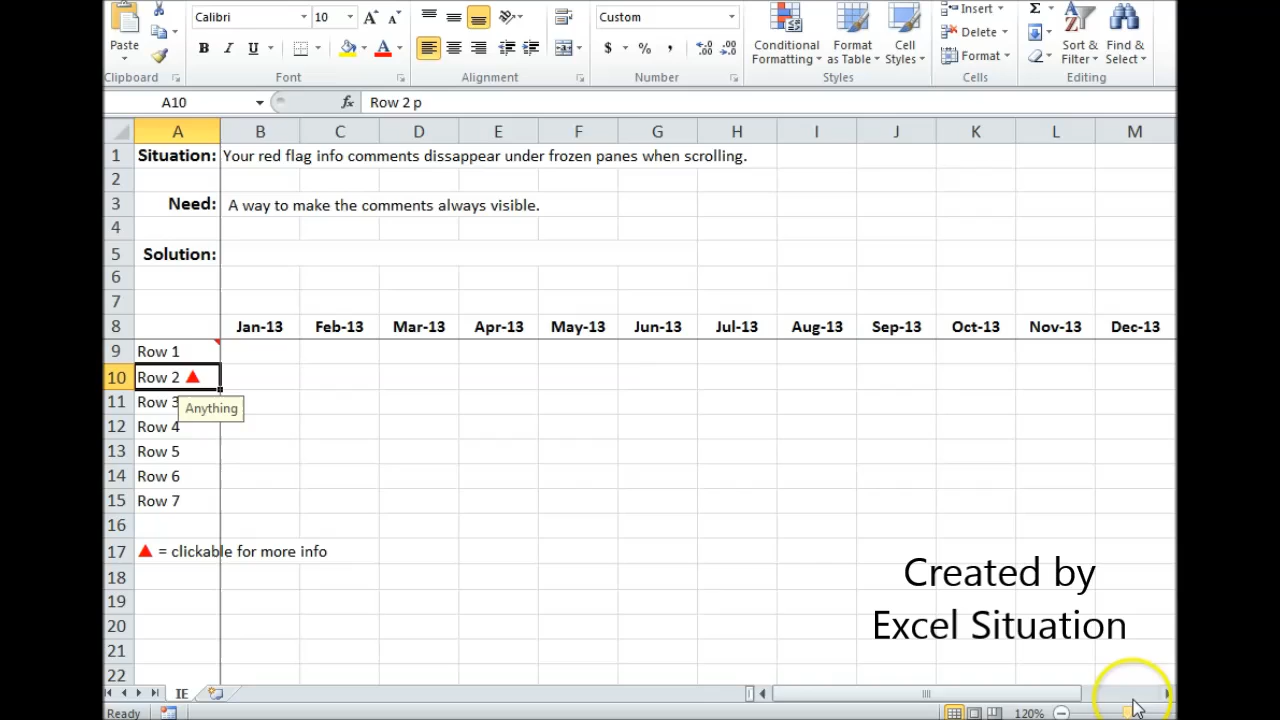 Calibri 10 A A Custom Insert Σ
Paste B I U A $ % , .0 .00 .00 .0 Conditional Formatting Format as Table Cell Styles Delete Format Sort & Filter Find & Select
Clipboard Font Alignment Number Styles Cells Editing
A10 fx Row 2 p
A B C D E F G H I J K L M
1 Situation: Your red flag info comments dissappear under frozen panes when scrolling.
2
3 Need: A way to make the comments always visible.
4
5 Solution:
6
7
8 Jan-13 Feb-13 Mar-13 Apr-13 May-13 Jun-13 Jul-13 Aug-13 Sep-13 Oct-13 Nov-13 Dec-13
9 Row 1
10 Row 2 ▲
11 Row 3 Anything
12 Row 4
13 Row 5
14 Row 6
15 Row 7
16
17 ▲ = clickable for more info
18 Created by
19
20 Excel Situation
21
22
IE
Ready 120%